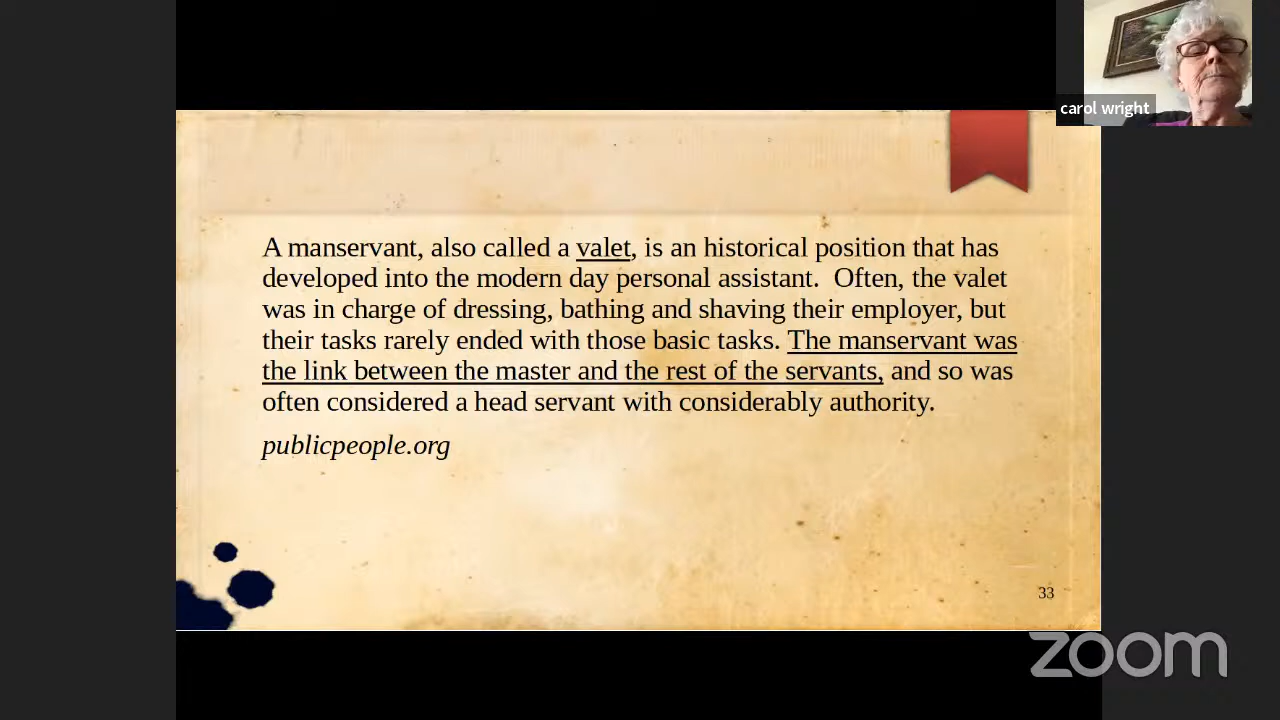 carol wright
A manservant, also called a valet, is an historical position that has
developed into the modern day personal assistant.  Often, the valet
was in charge of dressing, bathing and shaving their employer, but
their tasks rarely ended with those basic tasks. The manservant was
the link between the master and the rest of the servants, and so was
often considered a head servant with considerably authority.
publicpeople.org
33
zoom